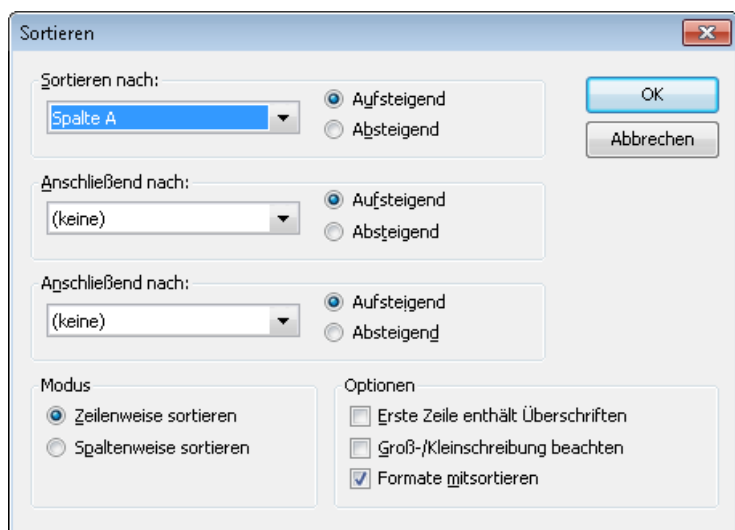 Sortieren
Sortieren nach:
Spalte A
Aufsteigend
Absteigend
OK
Abbrechen
Anschließend nach:
(keine)
Aufsteigend
Absteigend
Anschließend nach:
(keine)
Aufsteigend
Absteigend
Modus
Zeilenweise sortieren
Spaltenweise sortieren
Optionen
Erste Zeile enthält Überschriften
Groß-/Kleinschreibung beachten
Formate mitsortieren